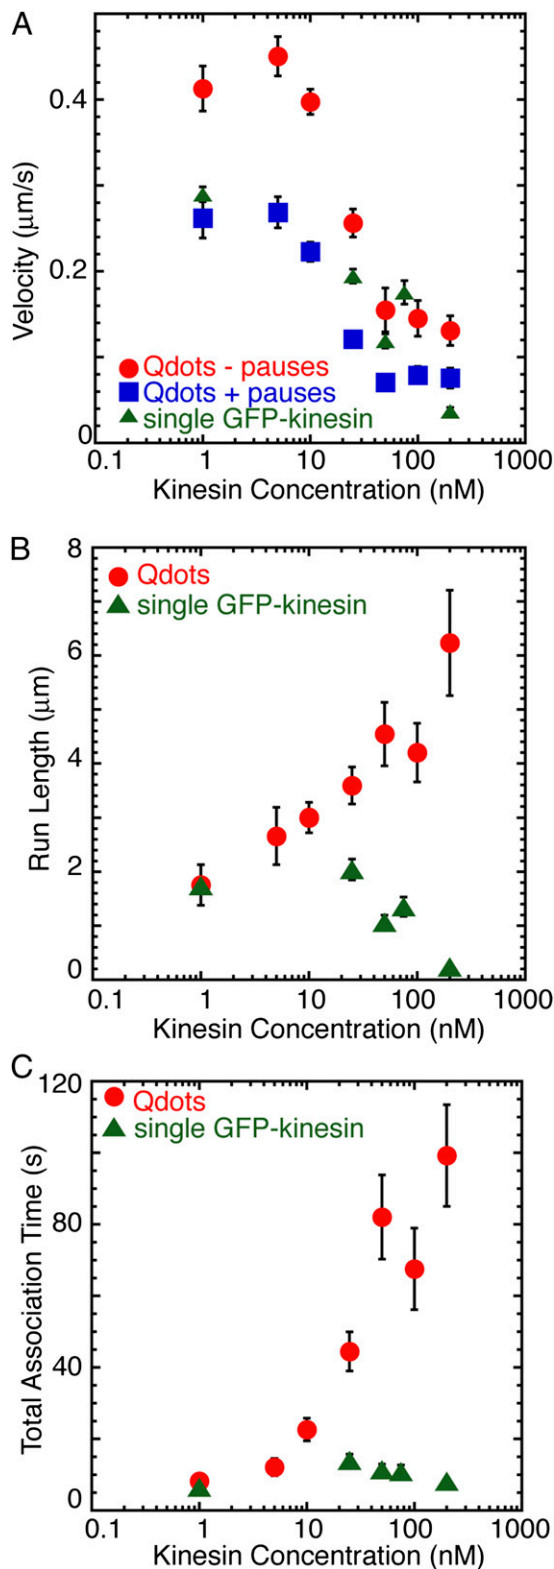 A
Velocity (µm/s)
0.4
0.2
0
Qdots - pauses
Qdots + pauses
single GFP-kinesin
0.1 1 10 100 1000
Kinesin Concentration (nM)
B
Run Length (µm)
8
6
4
2
0
Qdots
single GFP-kinesin
0.1 1 10 100 1000
Kinesin Concentration (nM)
C
Total Association Time (s)
120
80
40
0
Qdots
single GFP-kinesin
0.1 1 10 100 1000
Kinesin Concentration (nM)